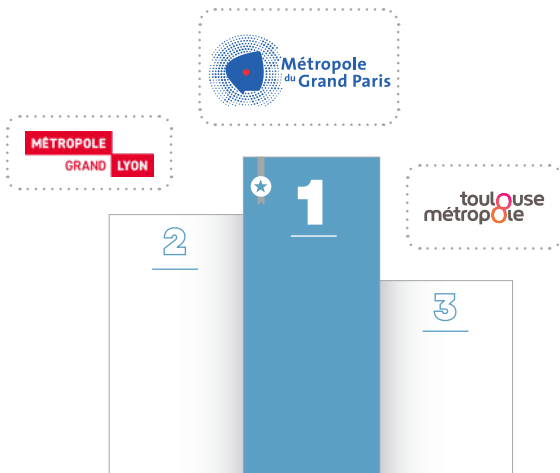 Métropole
du Grand Paris
MÉTROPOLE
GRAND LYON
1
toulouse
métropole
2
3